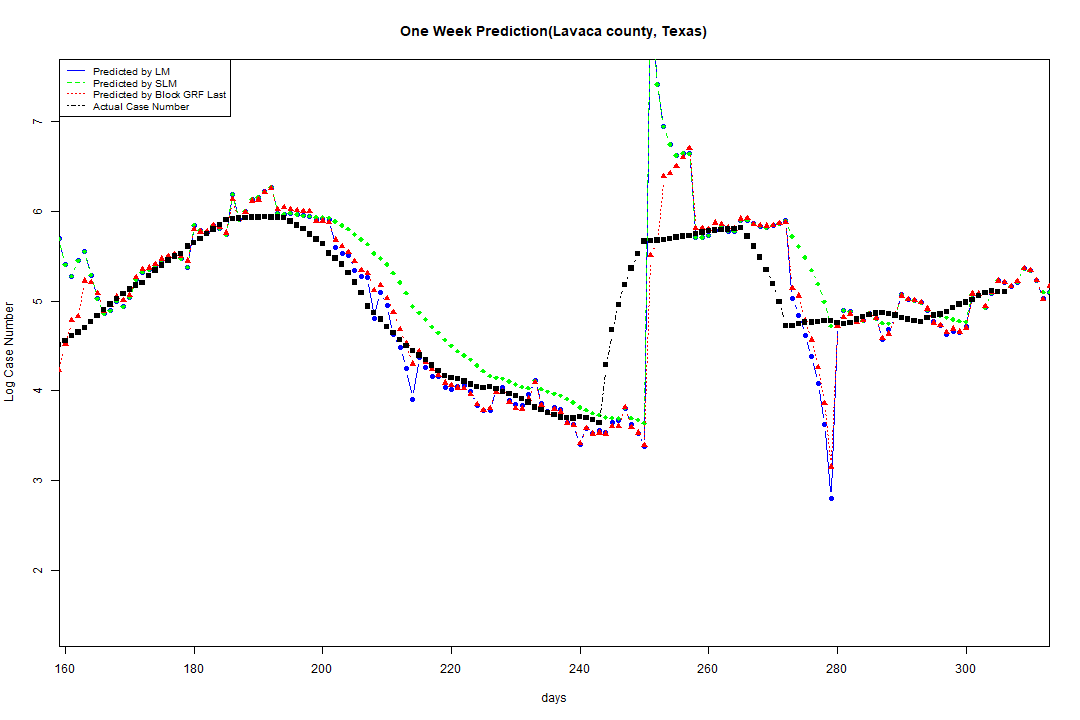 One Week Prediction(Lavaca county, Texas)
Predicted by LM
Predicted by SLM
Predicted by Block GRF Last
Actual Case Number
7
6
5
4
3
2
Log Case Number
160 180 200 220 240 260 280 300
days